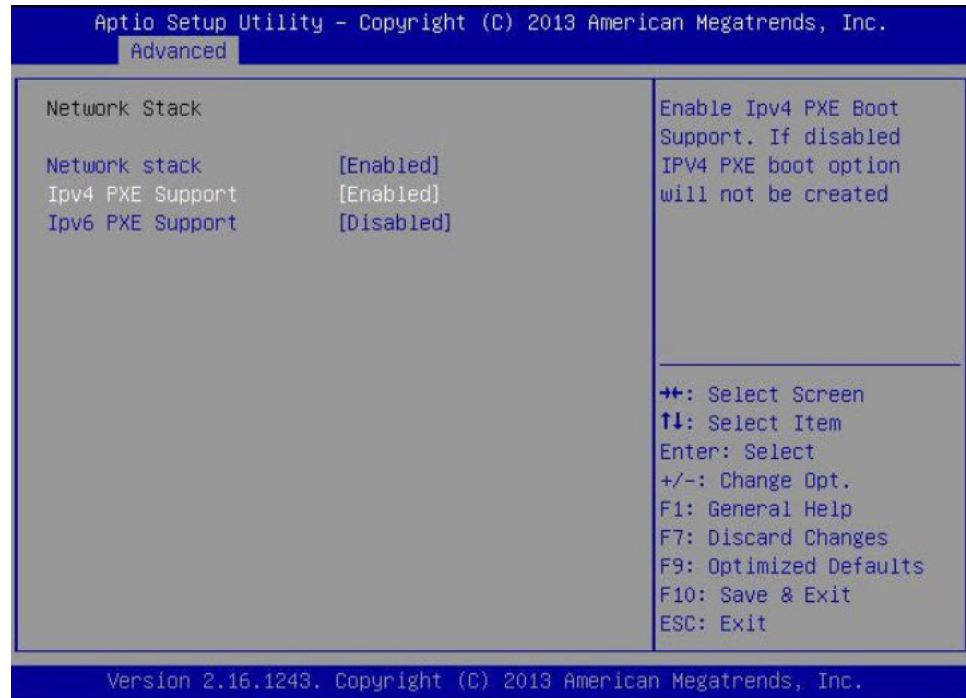 Aptio Setup Utility – Copyright (C) 2013 American Megatrends, Inc.
Advanced
Network Stack
Network stack [Enabled]
Ipv4 PXE Support [Enabled]
Ipv6 PXE Support [Disabled]
Enable Ipv4 PXE Boot
Support. If disabled
IPV4 PXE boot option
will not be created
→←: Select Screen
↑↓: Select Item
Enter: Select
+/-: Change Opt.
F1: General Help
F7: Discard Changes
F9: Optimized Defaults
F10: Save & Exit
ESC: Exit
Version 2.16.1243. Copyright (C) 2013 American Megatrends, Inc.